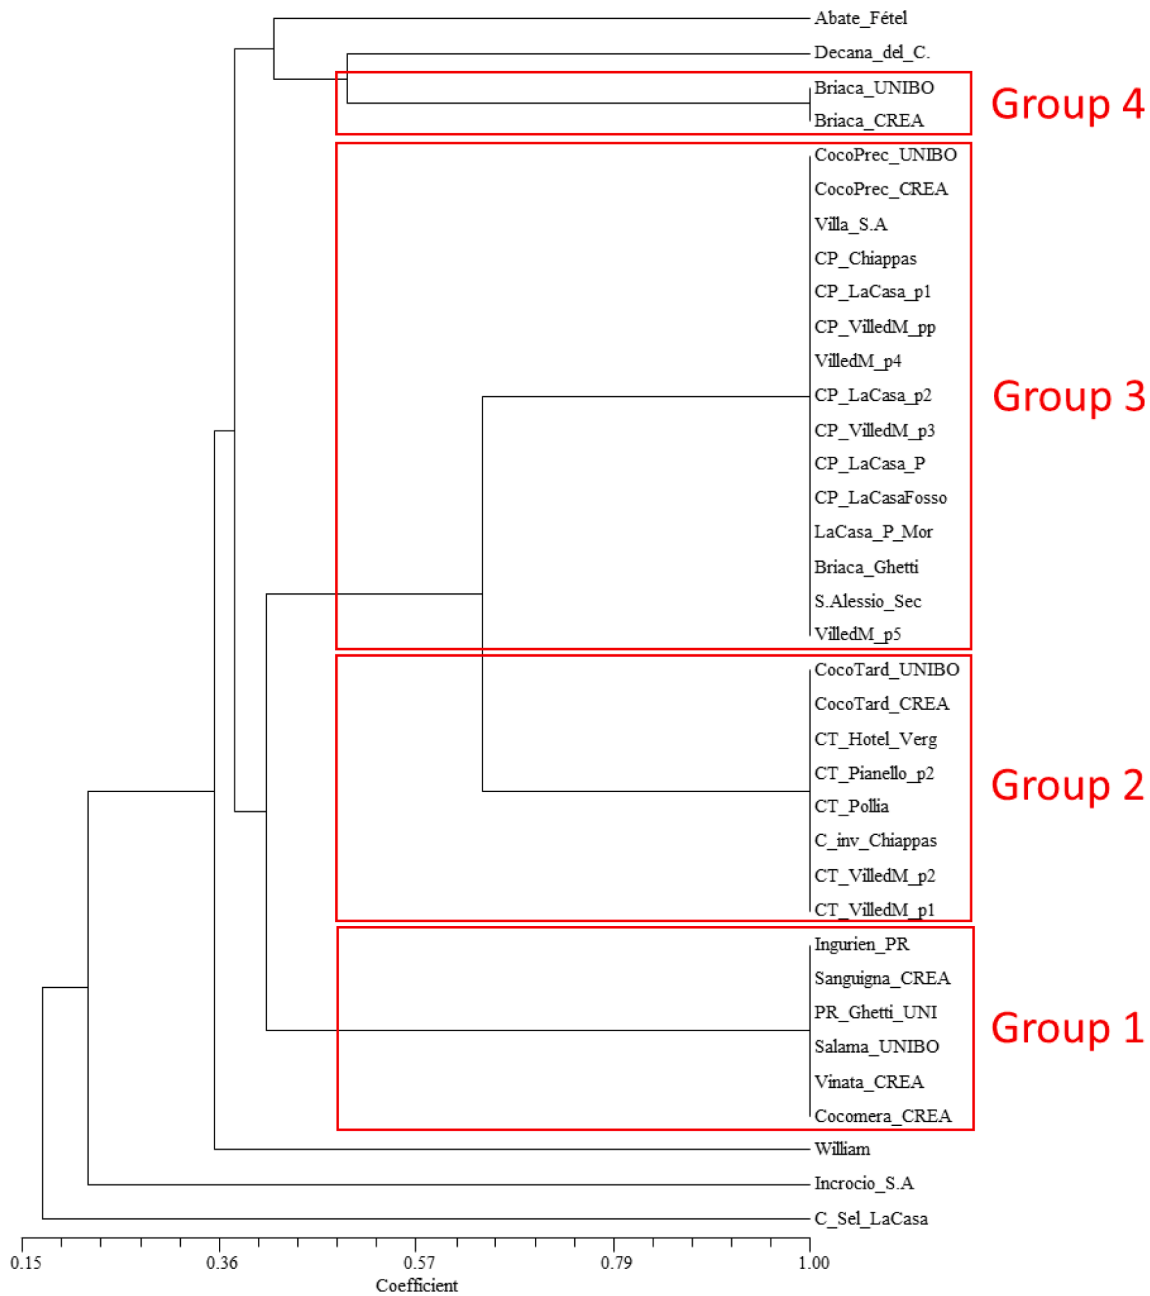 Abate_Fétel
Decana_del_C.
Briaca_UNIBO
Briaca_CREA
Group 4
CocoPrec_UNIBO
CocoPrec_CREA
Villa_S.A
CP_Chiappas
CP_LaCasa_p1
CP_VilledM_pp
VilledM_p4
CP_LaCasa_p2
Group 3
CP_VilledM_p3
CP_LaCasa_P
CP_LaCasaFosso
LaCasa_P_Mor
Briaca_Ghetti
S.Alessio_Sec
VilledM_p5
CocoTard_UNIBO
CocoTard_CREA
CT_Hotel_Verg
CT_Pianello_p2
Group 2
CT_Pollia
C_inv_Chiappas
CT_VilledM_p2
CT_VilledM_p1
Ingurien_PR
Sanguigna_CREA
PR_Ghetti_UNI
Group 1
Salama_UNIBO
Vinata_CREA
Cocomera_CREA
William
Incrocio_S.A
C_Sel_LaCasa
0.15 0.36 0.57 0.79 1.00
Coefficient